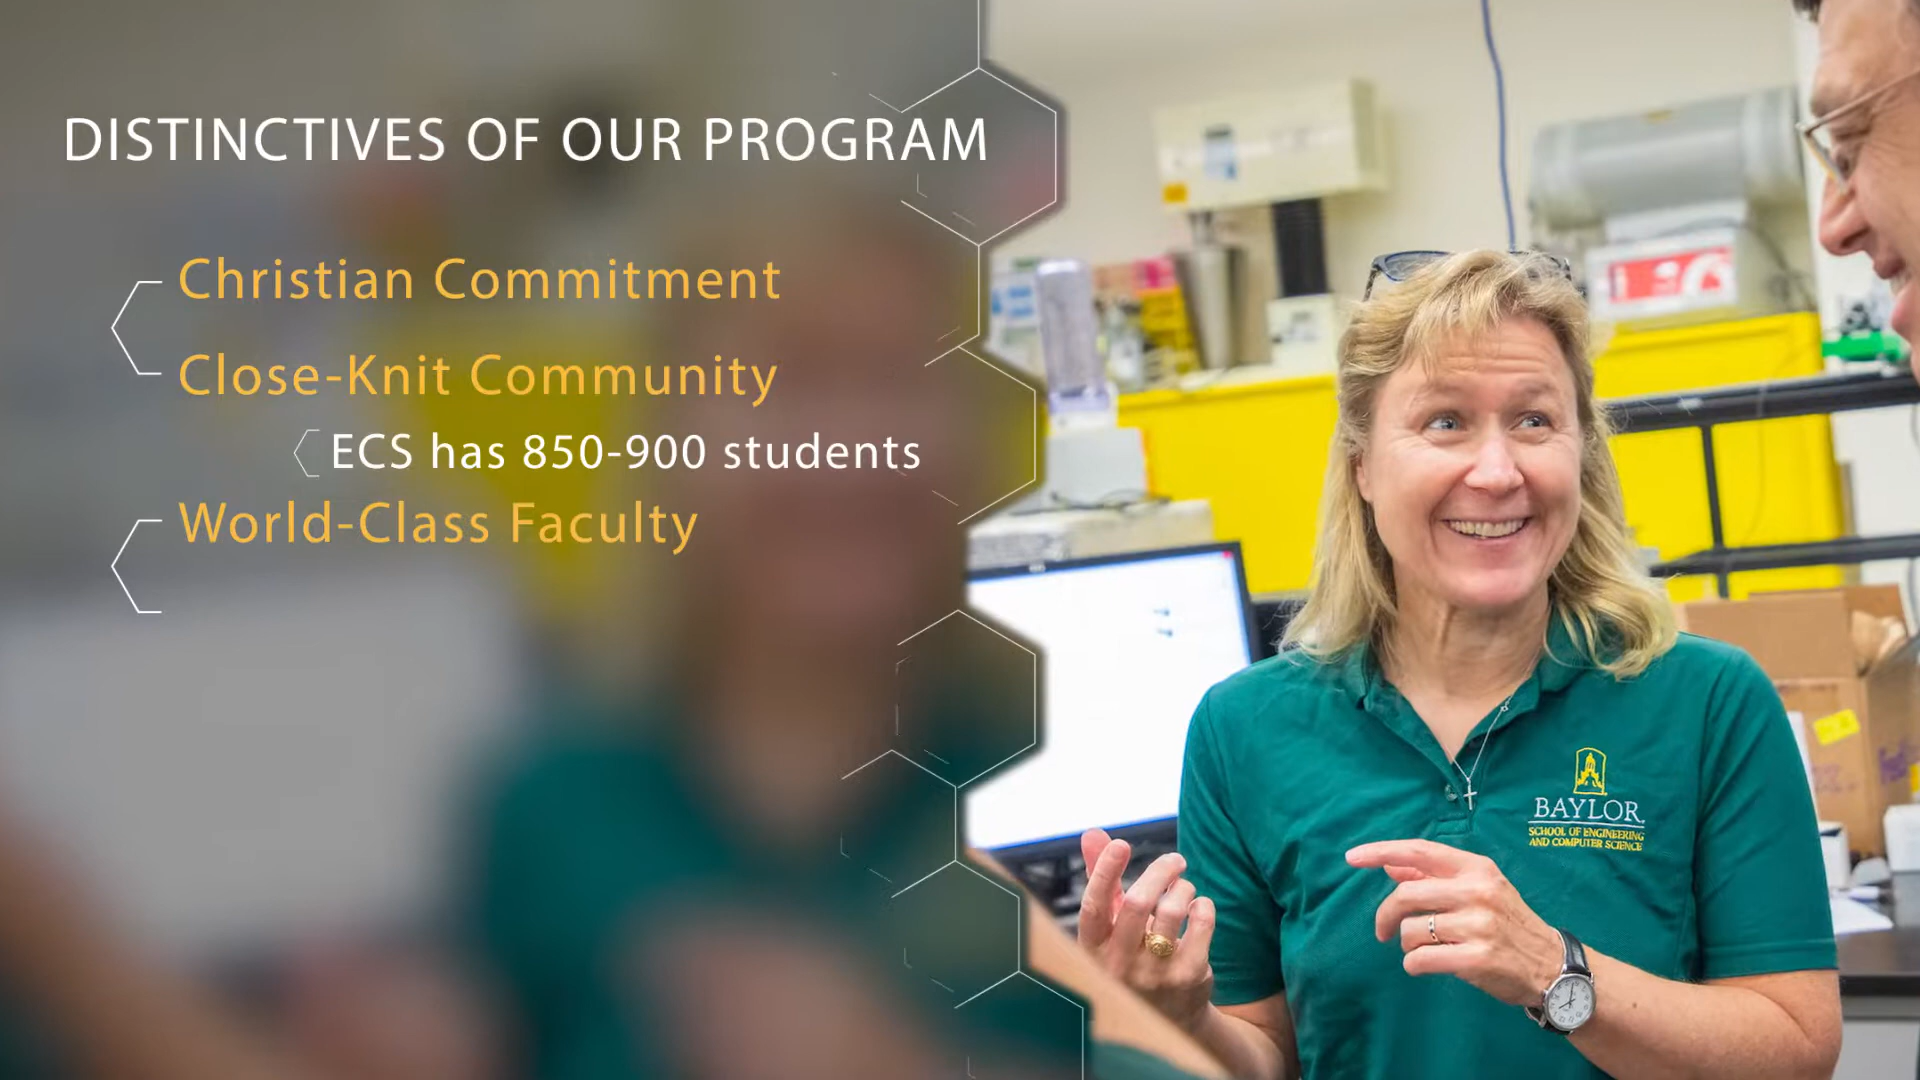 DISTINCTIVES OF OUR PROGRAM
Christian Commitment
Close-Knit Community
ECS has 850-900 students
World-Class Faculty
BAYLOR
SCHOOL OF ENGINEERING
AND COMPUTER SCIENCE